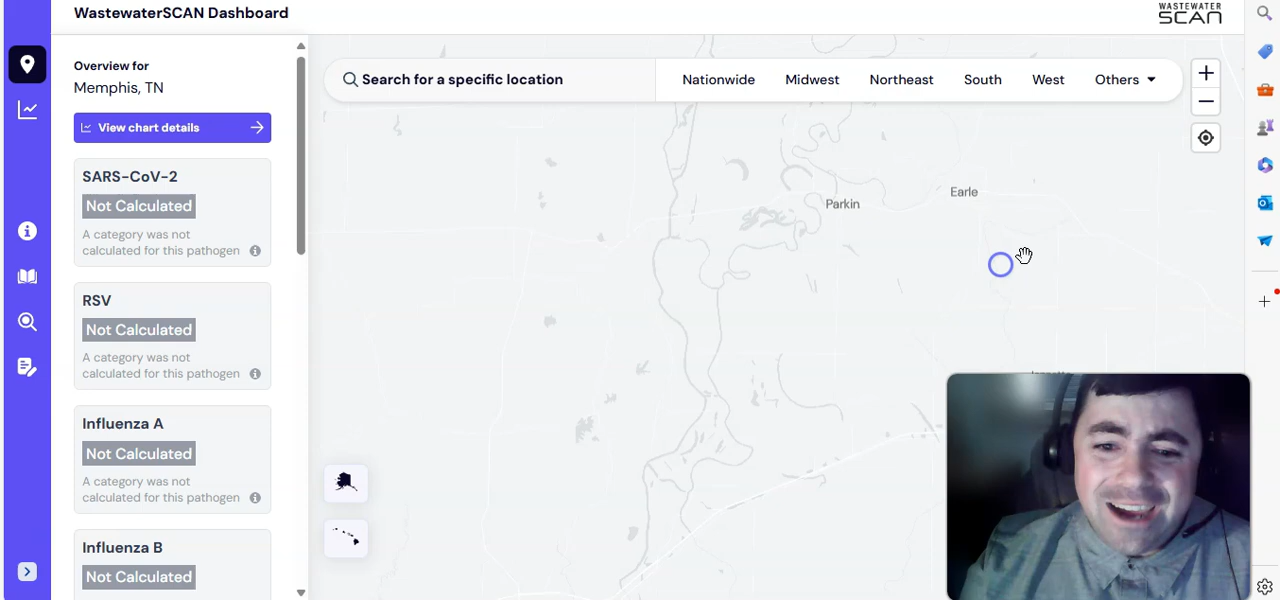 WastewaterSCAN Dashboard
WASTEWATER
SCAN
Overview for
Memphis, TN
View chart details
SARS-CoV-2
Not Calculated
A category was not
calculated for this pathogen
RSV
Not Calculated
A category was not
calculated for this pathogen
Influenza A
Not Calculated
A category was not
calculated for this pathogen
Influenza B
Not Calculated
Search for a specific location
Nationwide
Midwest
Northeast
South
West
Others
Earle
Parkin